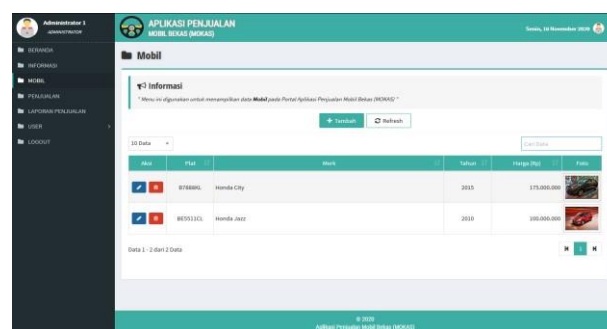 Administrator 1
ADMINISTRATOR
APLIKASI PENJUALAN
MOBIL BEKAS (MOKAS)
Senin, 16 November 2020
BERANDA
INFORMASI
MOBIL
PENJUALAN
LAPORAN PENJUALAN
USER
LOGOUT
Mobil
Informasi
" Menu ini digunakan untuk menampilkan data Mobil pada Portal Aplikasi Penjualan Mobil Bekas (MOKAS) "
+ Tambah Refresh
10 Data Cari Data
Aksi Plat Merk Tahun Harga (Rp) Foto
Honda City 2015 175.000.000
BE5511CL Honda Jazz 2010 100.000.000
Data 1 - 2 dari 2 Data
1
© 2020
Aplikasi Penjualan Mobil Bekas (MOKAS)